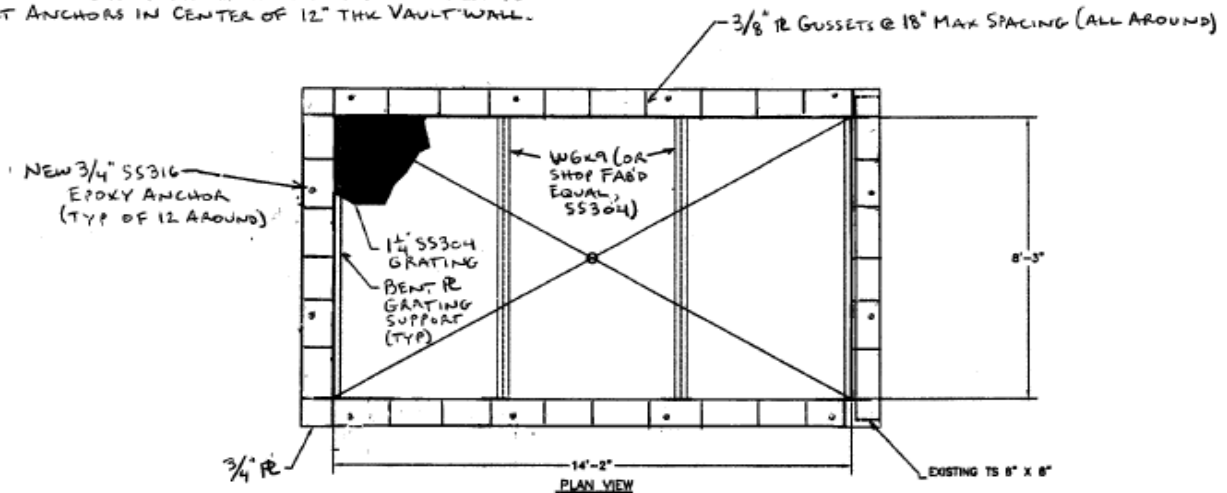 T ANCHORS IN CENTER OF 12" THK VAULT WALL.
3/8" PL GUSSETS @ 18" MAX SPACING (ALL AROUND)
NEW 3/4" SS316
EPOXY ANCHOR
(TYP OF 12 AROUND)
W6x9 (OR
SHOP FAB'D
EQUAL,
SS304)
1 1/4" SS304
GRATING
BENT PL
GRATING
SUPPORT
(TYP)
8'-3"
3/4" PL
14'-2"
PLAN VIEW
EXISTING TS 8" X 8"